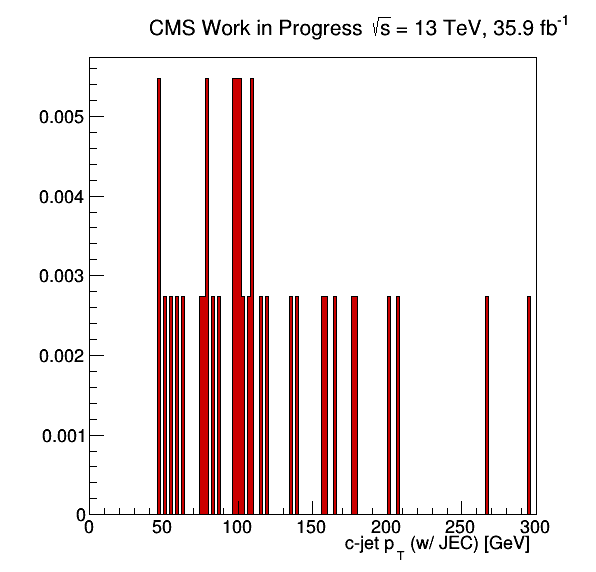 CMS Work in Progress √s = 13 TeV, 35.9 fb⁻¹
0.005
0.004
0.003
0.002
0.001
0
0 50 100 150 200 250 300
c-jet p_T (w/ JEC) [GeV]